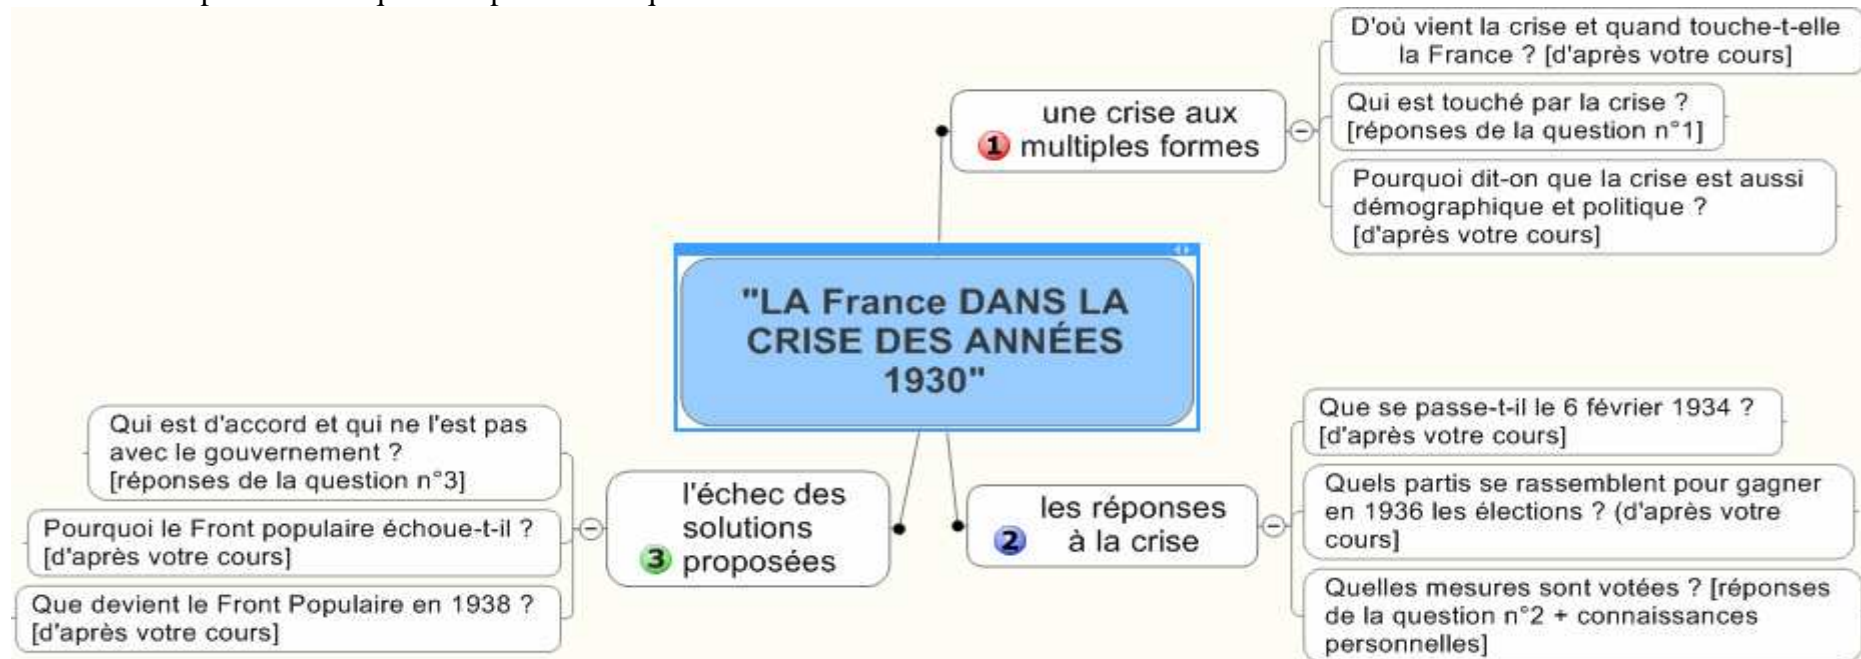 une crise aux
1 multiples formes
D'où vient la crise et quand touche-t-elle
la France ? [d'après votre cours]
Qui est touché par la crise ?
[réponses de la question n°1]
Pourquoi dit-on que la crise est aussi
démographique et politique ?
[d'après votre cours]
"LA France DANS LA
CRISE DES ANNÉES
1930"
les réponses
2 à la crise
Que se passe-t-il le 6 février 1934 ?
[d'après votre cours]
Quels partis se rassemblent pour gagner
en 1936 les élections ? (d'après votre
cours]
Quelles mesures sont votées ? [réponses
de la question n°2 + connaissances
personnelles]
l'échec des
solutions
3 proposées
Qui est d'accord et qui ne l'est pas
avec le gouvernement ?
[réponses de la question n°3]
Pourquoi le Front populaire échoue-t-il ?
[d'après votre cours]
Que devient le Front Populaire en 1938 ?
[d'après votre cours]